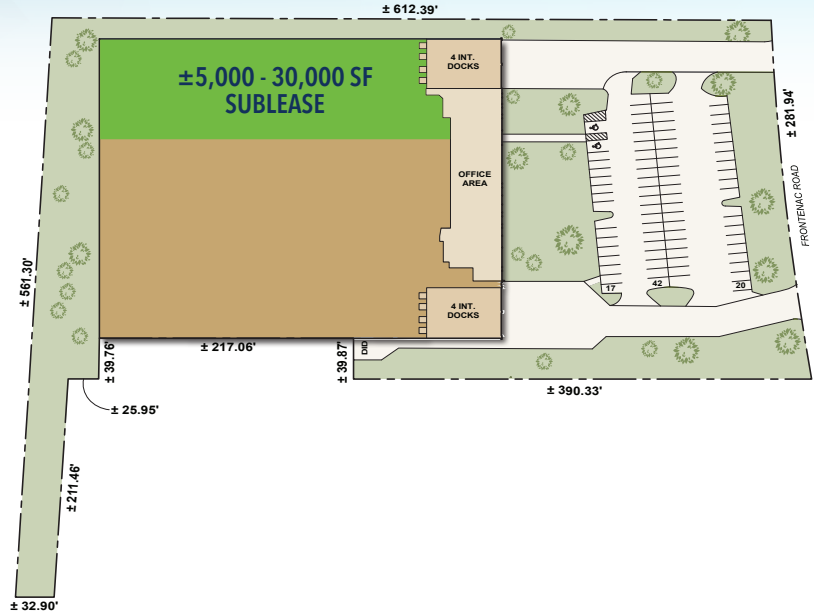 ± 612.39'
±5,000 - 30,000 SF
SUBLEASE
4 INT.
DOCKS
± 281.94'
FRONTENAC ROAD
OFFICE
AREA
± 561.30'
17
42
20
4 INT.
DOCKS
± 39.76'
± 217.06'
± 39.87'
DID
± 390.33'
± 25.95'
± 211.46'
± 32.90'